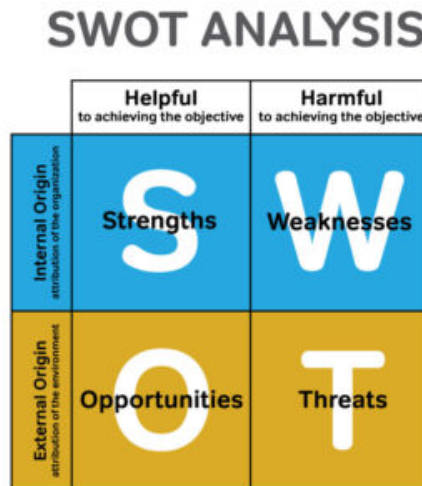 SWOT ANALYSIS
Helpful
to achieving the objective
Harmful
to achieving the objective
Internal Origin
attribution of the organization
S
Strengths
W
Weaknesses
External Origin
attribution of the environment
O
Opportunities
T
Threats